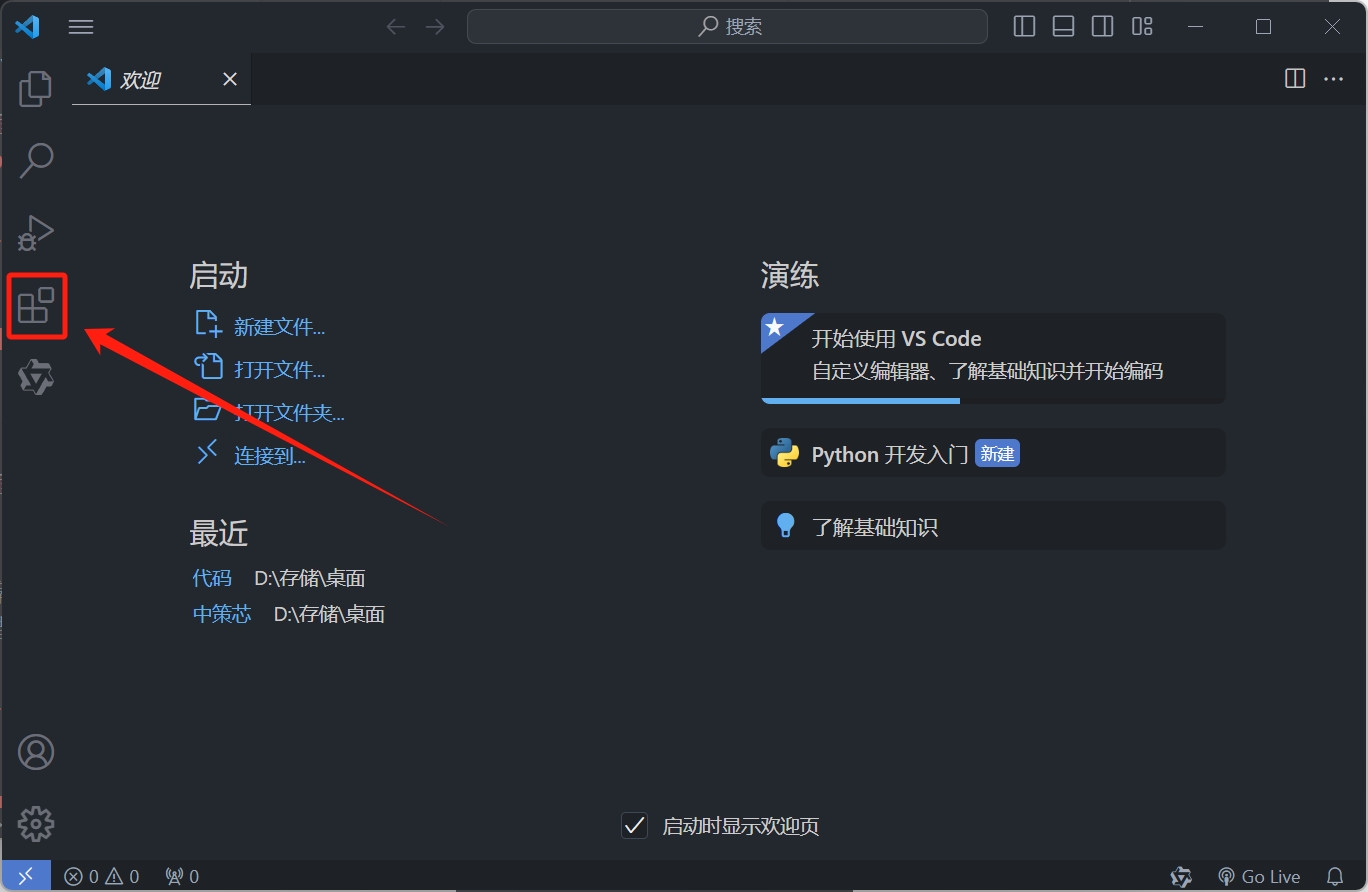 搜索
欢迎
启动
新建文件...
打开文件...
打开文件夹...
连接到...
最近
代码 D:\存储\桌面
中策芯 D:\存储\桌面
演练
开始使用 VS Code
自定义编辑器、了解基础知识并开始编码
Python 开发入门 新建
了解基础知识
启动时显示欢迎页
0 0 0 Go Live